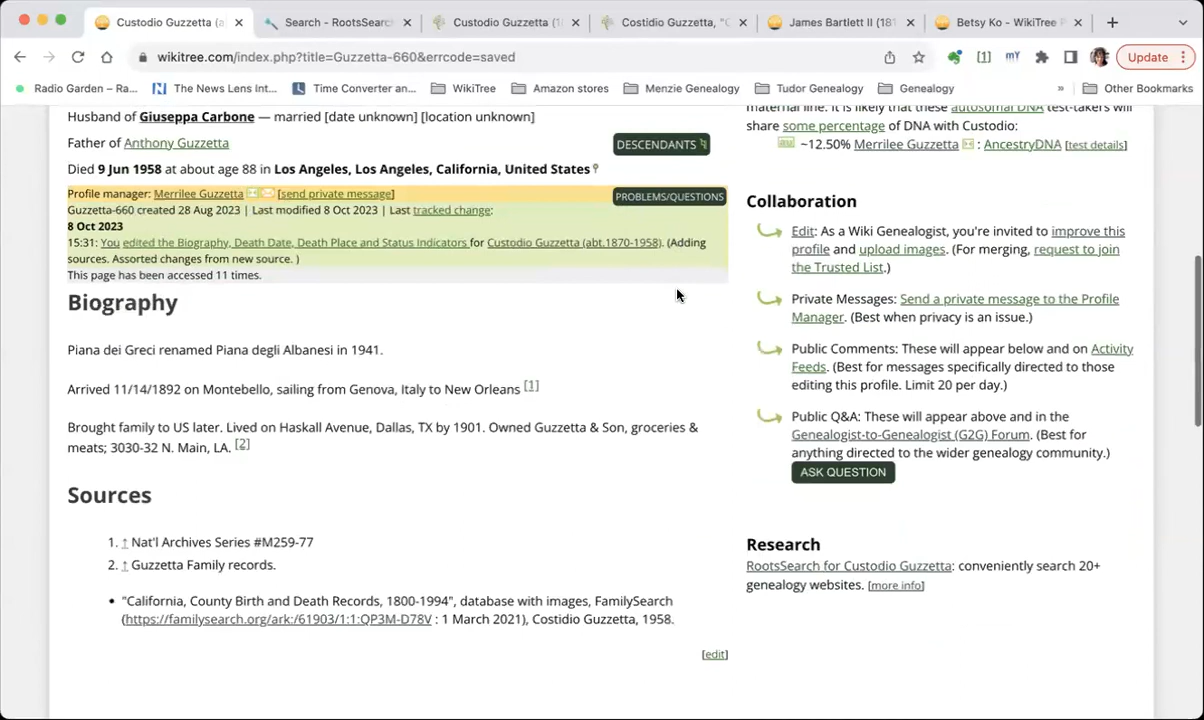 Custodio Guzzetta (a
Search - RootsSearc
Custodio Guzzetta (1
Costidio Guzzetta, "C
James Bartlett II (181
Betsy Ko - WikiTree P
wikitree.com/index.php?title=Guzzetta-660&errcode=saved
[1]
mY
Update
Radio Garden – Ra...
The News Lens Int...
Time Converter an...
WikiTree
Amazon stores
Menzie Genealogy
Tudor Genealogy
Genealogy
»
Other Bookmarks
Husband of Giuseppa Carbone — married [date unknown] [location unknown]
Father of Anthony Guzzetta
DESCENDANTS
Died 9 Jun 1958 at about age 88 in Los Angeles, Los Angeles, California, United States
Profile manager: Merrilee Guzzetta [send private message]
PROBLEMS/QUESTIONS
Guzzetta-660 created 28 Aug 2023 | Last modified 8 Oct 2023 | Last tracked change:
8 Oct 2023
15:31: You edited the Biography, Death Date, Death Place and Status Indicators for Custodio Guzzetta (abt.1870-1958). (Adding
sources. Assorted changes from new source. )
This page has been accessed 11 times.
Biography
Piana dei Greci renamed Piana degli Albanesi in 1941.
Arrived 11/14/1892 on Montebello, sailing from Genova, Italy to New Orleans [1]
Brought family to US later. Lived on Haskall Avenue, Dallas, TX by 1901. Owned Guzzetta & Son, groceries &
meats; 3030-32 N. Main, LA. [2]
Sources
1. ↑ Nat'l Archives Series #M259-77
2. ↑ Guzzetta Family records.
• "California, County Birth and Death Records, 1800-1994", database with images, FamilySearch
(https://familysearch.org/ark:/61903/1:1:QP3M-D78V : 1 March 2021), Costidio Guzzetta, 1958.
[edit]
maternal line. It is likely that these autosomal DNA test-takers will
share some percentage of DNA with Custodio:
~12.50% Merrilee Guzzetta : AncestryDNA [test details]
Collaboration
Edit: As a Wiki Genealogist, you're invited to improve this
profile and upload images. (For merging, request to join
the Trusted List.)
Private Messages: Send a private message to the Profile
Manager. (Best when privacy is an issue.)
Public Comments: These will appear below and on Activity
Feeds. (Best for messages specifically directed to those
editing this profile. Limit 20 per day.)
Public Q&A: These will appear above and in the
Genealogist-to-Genealogist (G2G) Forum. (Best for
anything directed to the wider genealogy community.)
ASK QUESTION
Research
RootsSearch for Custodio Guzzetta: conveniently search 20+
genealogy websites. [more info]